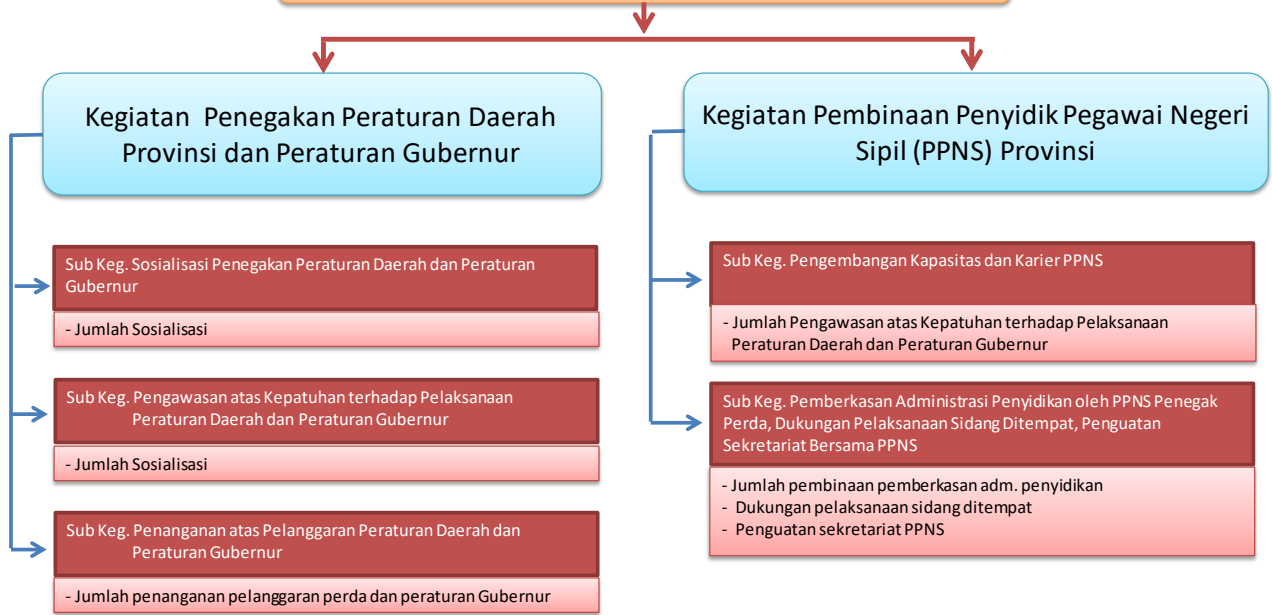 Kegiatan Penegakan Peraturan Daerah
Provinsi dan Peraturan Gubernur
Sub Keg. Sosialisasi Penegakan Peraturan Daerah dan Peraturan
Gubernur
- Jumlah Sosialisasi
Sub Keg. Pengawasan atas Kepatuhan terhadap Pelaksanaan
Peraturan Daerah dan Peraturan Gubernur
- Jumlah Sosialisasi
Sub Keg. Penanganan atas Pelanggaran Peraturan Daerah dan
Peraturan Gubernur
- Jumlah penanganan pelanggaran perda dan peraturan Gubernur
Kegiatan Pembinaan Penyidik Pegawai Negeri
Sipil (PPNS) Provinsi
Sub Keg. Pengembangan Kapasitas dan Karier PPNS
- Jumlah Pengawasan atas Kepatuhan terhadap Pelaksanaan
Peraturan Daerah dan Peraturan Gubernur
Sub Keg. Pemberkasan Administrasi Penyidikan oleh PPNS Penegak
Perda, Dukungan Pelaksanaan Sidang Ditempat, Penguatan
Sekretariat Bersama PPNS
- Jumlah pembinaan pemberkasan adm. penyidikan
- Dukungan pelaksanaan sidang ditempat
- Penguatan sekretariat PPNS